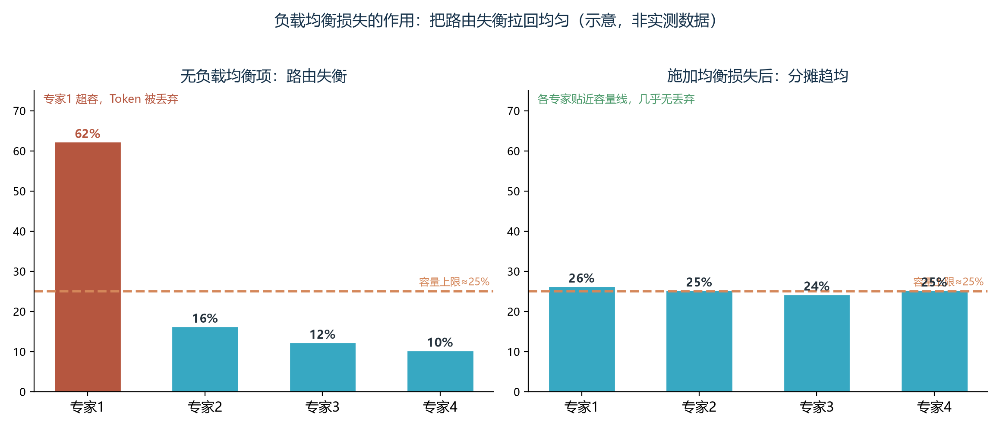 负载均衡损失的作用：把路由失衡拉回均匀（示意，非实测数据）
无负载均衡项：路由失衡
专家1 超容，Token 被丢弃
70
60
50
40
30
20
10
0
62%
16%
12%
10%
容量上限≈25%
专家1
专家2
专家3
专家4
施加均衡损失后：分摊趋均
各专家贴近容量线，几乎无丢弃
70
60
50
40
30
20
10
0
26%
25%
24%
25%
容量上限≈25%
专家1
专家2
专家3
专家4